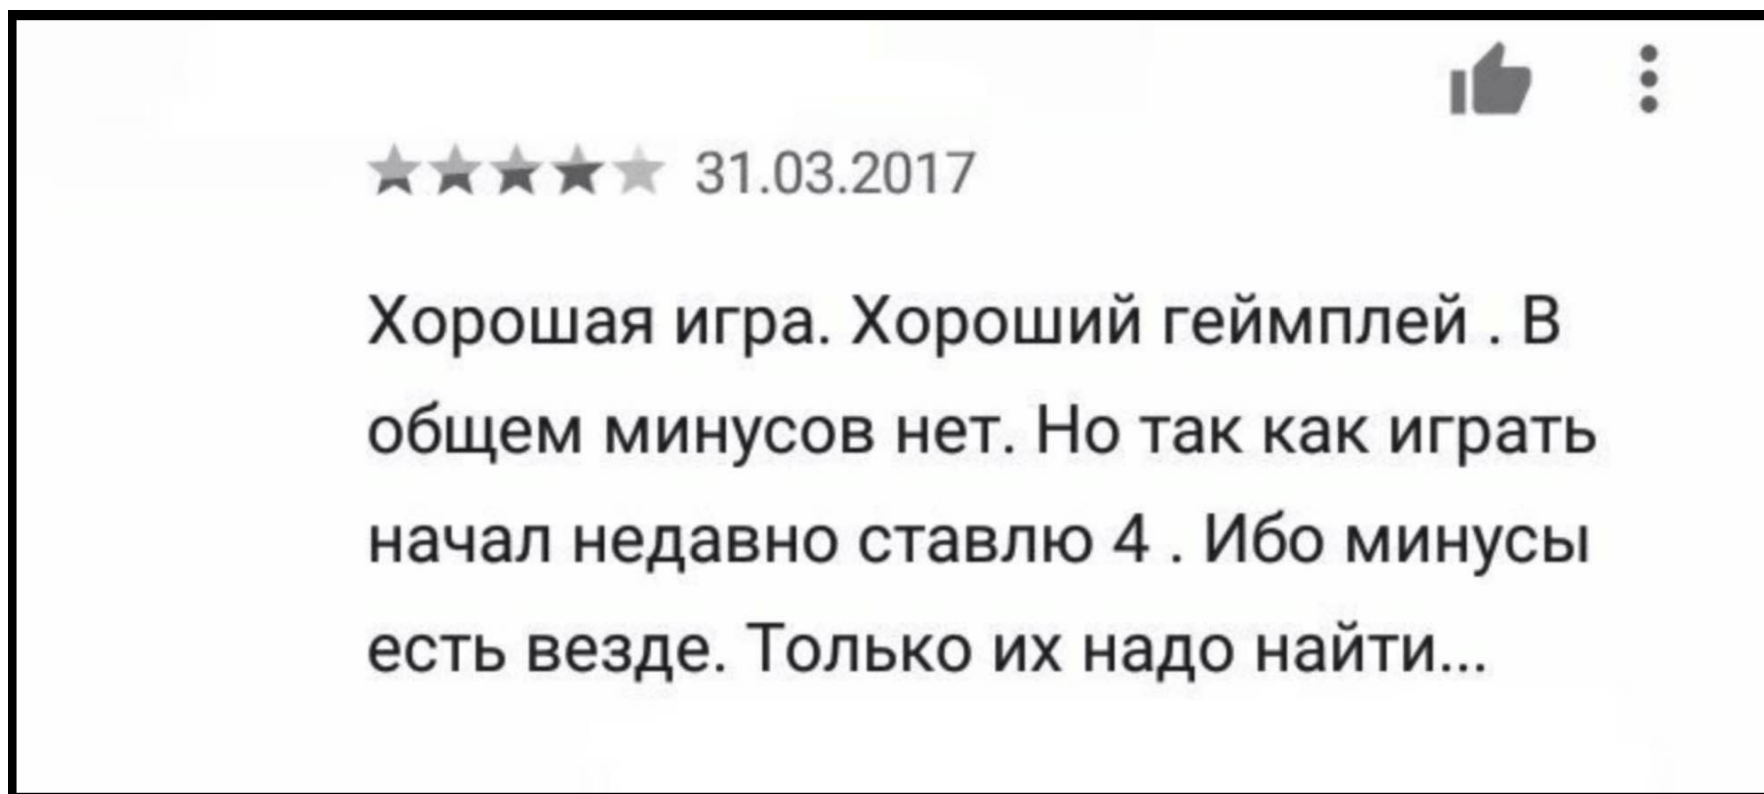 31.03.2017
Хорошая игра. Хороший геймплей . В
общем минусов нет. Но так как играть
начал недавно ставлю 4 . Ибо минусы
есть везде. Только их надо найти...